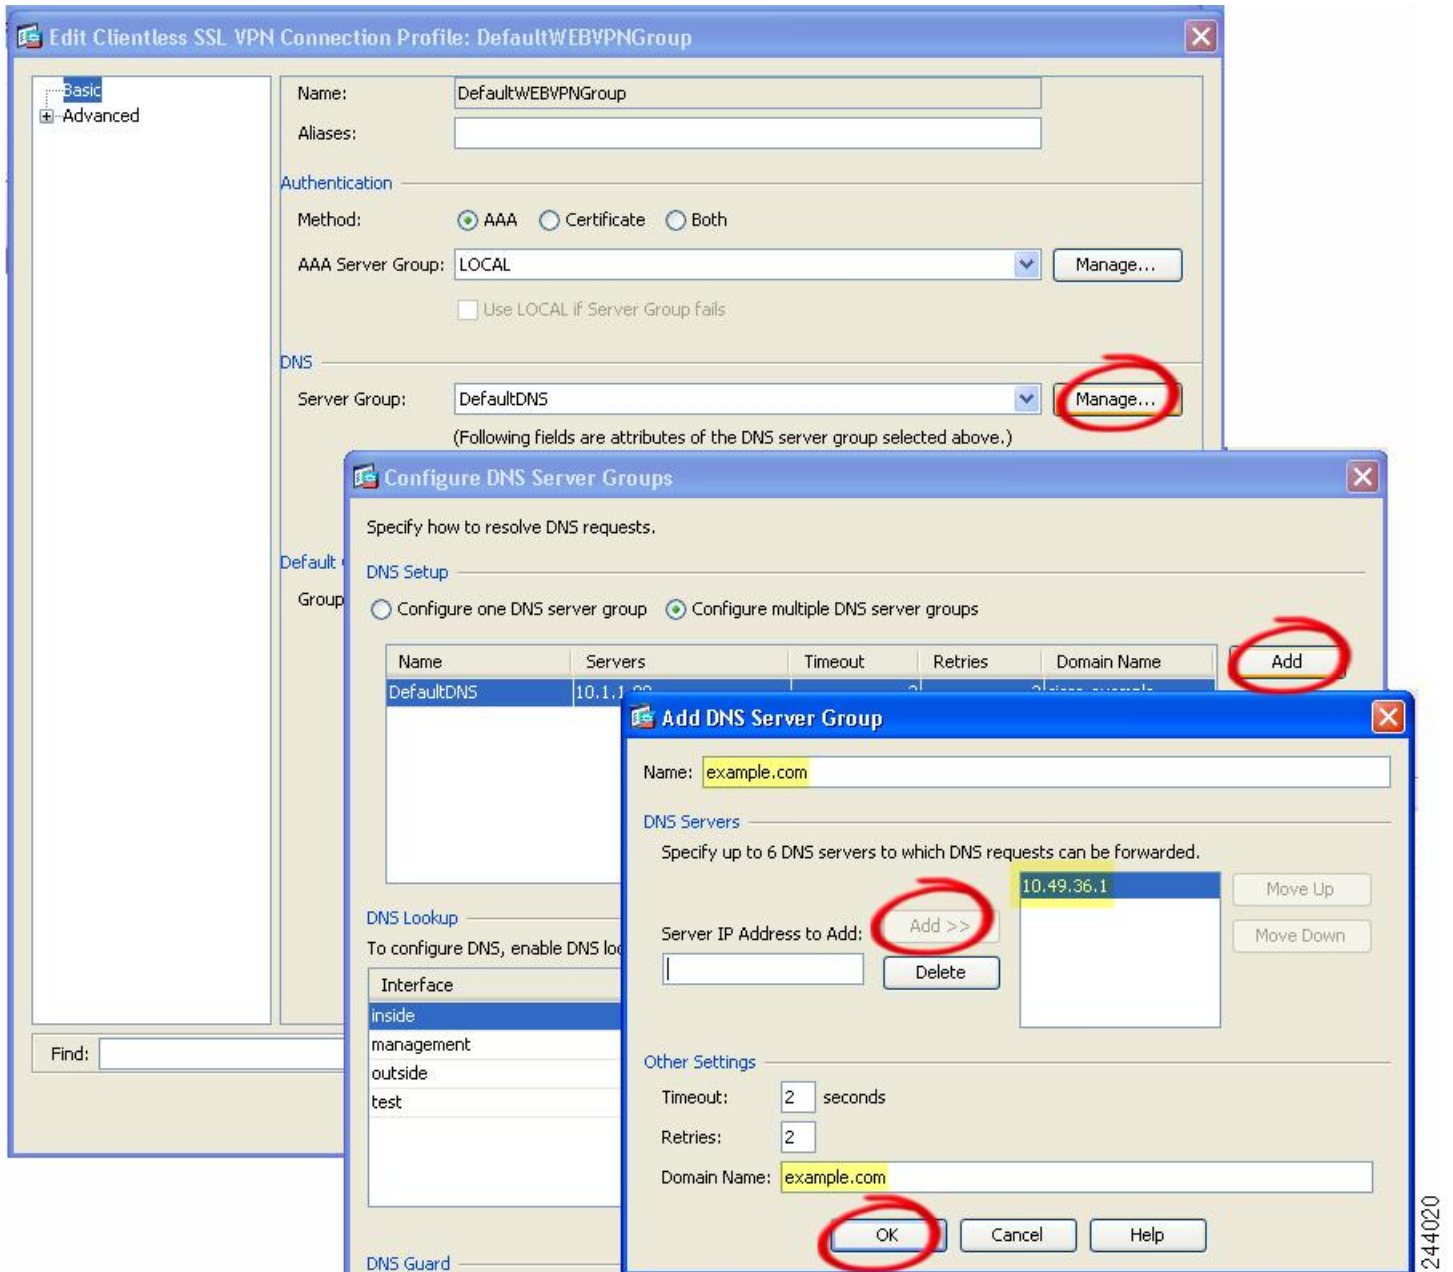 Edit Clientless SSL VPN Connection Profile: DefaultWEBVPNGroup
Basic
Advanced
Name: DefaultWEBVPNGroup
Aliases:
Authentication
Method: AAA Certificate Both
AAA Server Group: LOCAL Manage...
Use LOCAL if Server Group fails
DNS
Server Group: DefaultDNS Manage...
(Following fields are attributes of the DNS server group selected above.)
Default
Group
Find:
Configure DNS Server Groups
Specify how to resolve DNS requests.
DNS Setup
Configure one DNS server group Configure multiple DNS server groups
Name Servers Timeout Retries Domain Name Add
DefaultDNS
DNS Lookup
To configure DNS, enable DNS
Interface
inside
management
outside
test
DNS Guard
Add DNS Server Group
Name: example.com
DNS Servers
Specify up to 6 DNS servers to which DNS requests can be forwarded.
10.49.36.1 Move Up
Server IP Address to Add: Add >> Move Down
Delete
Other Settings
Timeout: 2 seconds
Retries: 2
Domain Name: example.com
OK Cancel Help
244020